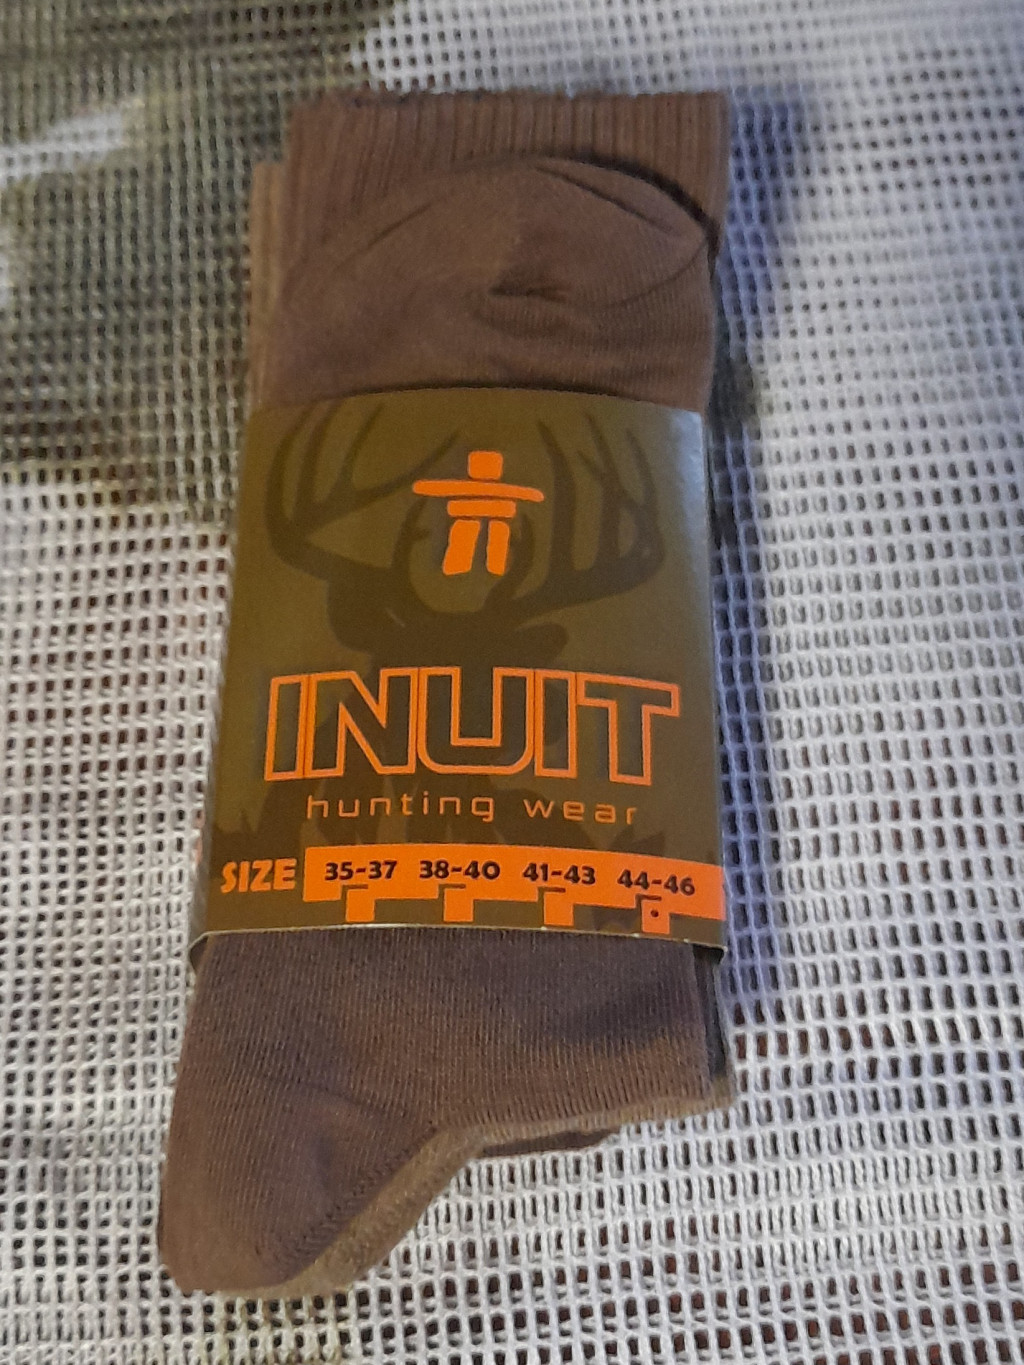 INUIT
hunting wear
SIZE 35-37 38-40 41-43 44-46